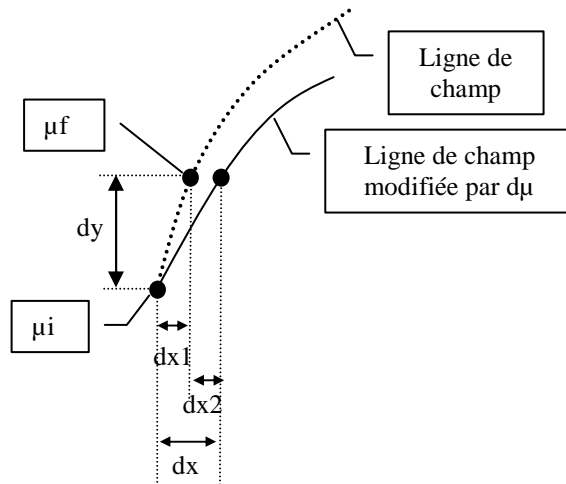 Ligne de
champ
µf
Ligne de champ
modifiée par dµ
dy
µi
dx1
dx2
dx